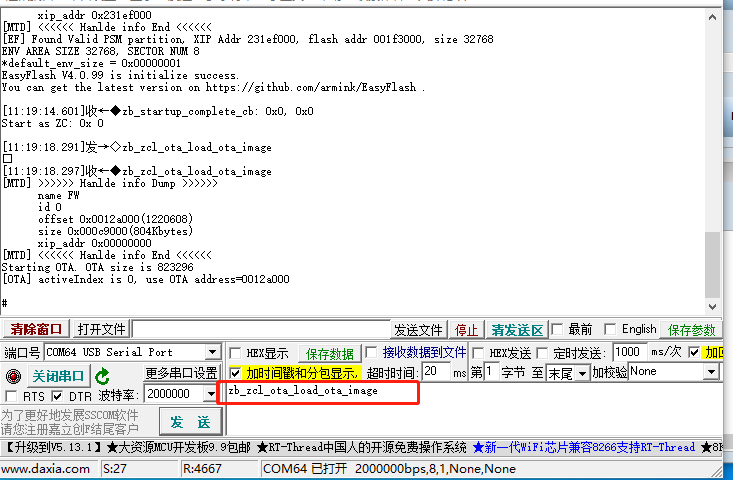 xip_addr 0x231ef000
[MTD] <<<<<< Hanlde info End <<<<<<
[EF] Found Valid PSM partition, XIP Addr 231ef000, flash addr 001f3000, size 32768
ENV AREA SIZE 32768, SECTOR NUM 8
*default_env_size = 0x00000001
EasyFlash V4.0.99 is initialize success.
You can get the latest version on https://github.com/armink/EasyFlash .
[11:19:14.601]收←◆zb_startup_complete_cb: 0x0, 0x0
Start as ZC: 0x 0
[11:19:18.291]发→◇zb_zcl_ota_load_ota_image
□
[11:19:18.297]收←◆zb_zcl_ota_load_ota_image
[MTD] >>>>>> Hanlde info Dump >>>>>>
name FW
id 0
offset 0x0012a000(1220608)
size 0x000c9000(804Kbytes)
xip_addr 0x00000000
[MTD] <<<<<< Hanlde info End <<<<<<
Starting OTA. OTA size is 823296
[OTA] activeIndex is 0, use OTA address=0012a000
#
清除窗口 打开文件 发送文件 停止 清发送区 最前 English 保存参数
端口号 COM64 USB Serial Port HEX显示 保存数据 接收数据到文件 HEX发送 定时发送: 1000 ms/次 加回
关闭串口 更多串口设置 加时间戳和分包显示, 超时时间: 20 ms 第 1 字节 至 末尾 加校验 None
RTS DTR 波特率: 2000000 zb_zcl_ota_load_ota_image
为了更好地发展SSCOM软件
请您注册嘉立创F结尾客户
发 送
【升级到V5.13.1】★大资源MCU开发板9.9包邮 ★RT-Thread中国人的开源免费操作系统 ★新一代WiFi芯片兼容8266支持RT-Thread ★8K
www.daxia.com S:27 R:4667 COM64 已打开 2000000bps,8,1,None,None